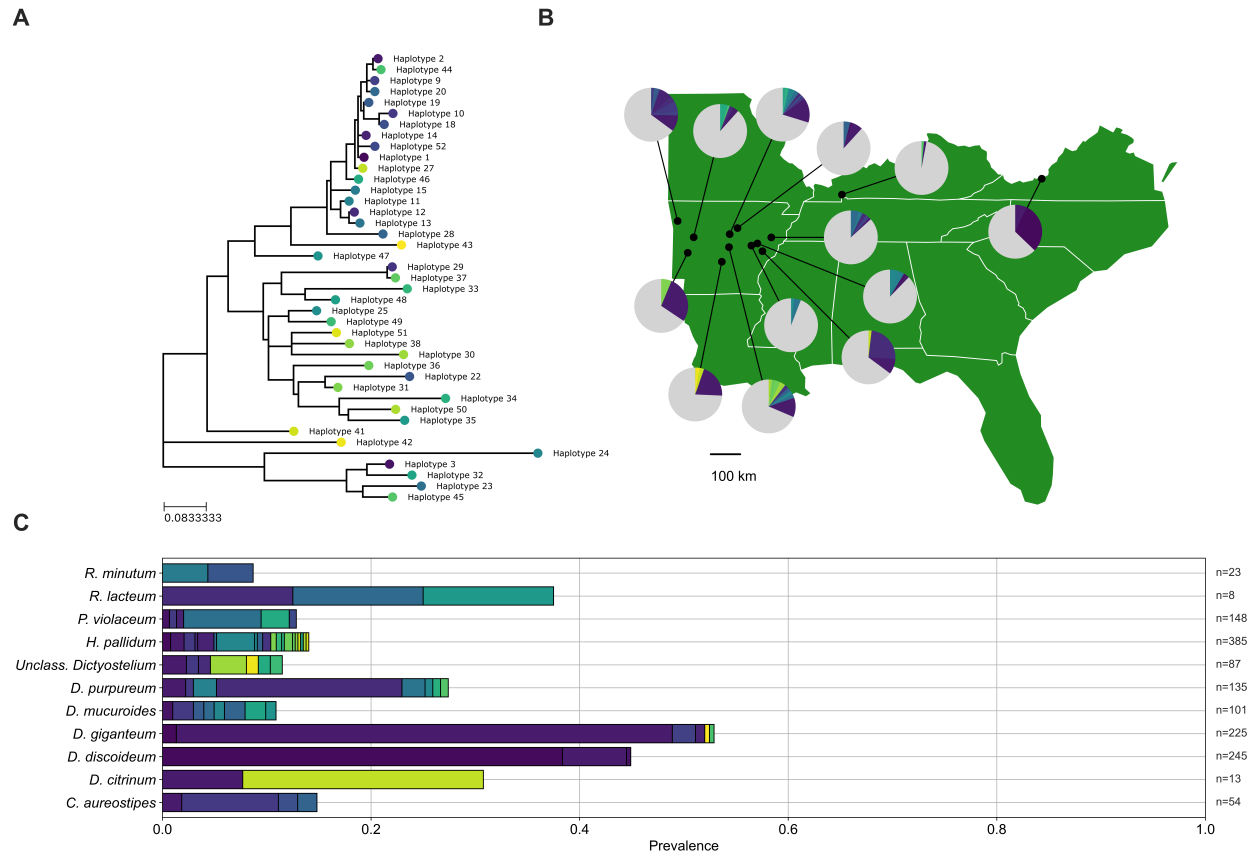 A
B
Haplotype 2
Haplotype 44
Haplotype 9
Haplotype 20
Haplotype 19
Haplotype 10
Haplotype 18
Haplotype 14
Haplotype 52
Haplotype 1
Haplotype 27
Haplotype 46
Haplotype 15
Haplotype 11
Haplotype 12
Haplotype 13
Haplotype 28
Haplotype 43
Haplotype 47
Haplotype 29
Haplotype 37
Haplotype 33
Haplotype 48
Haplotype 25
Haplotype 49
Haplotype 51
Haplotype 38
Haplotype 30
Haplotype 36
Haplotype 22
Haplotype 31
Haplotype 34
Haplotype 50
Haplotype 35
Haplotype 41
Haplotype 42
Haplotype 24
Haplotype 3
Haplotype 32
Haplotype 23
Haplotype 45
0.0833333
100 km
C
R. minutum n=23
R. lacteum n=8
P. violaceum n=148
H. pallidum n=385
Unclass. Dictyostelium n=87
D. purpureum n=135
D. mucuroides n=101
D. giganteum n=225
D. discoideum n=245
D. citrinum n=13
C. aureostipes n=54
0.0 0.2 0.4 0.6 0.8 1.0
Prevalence